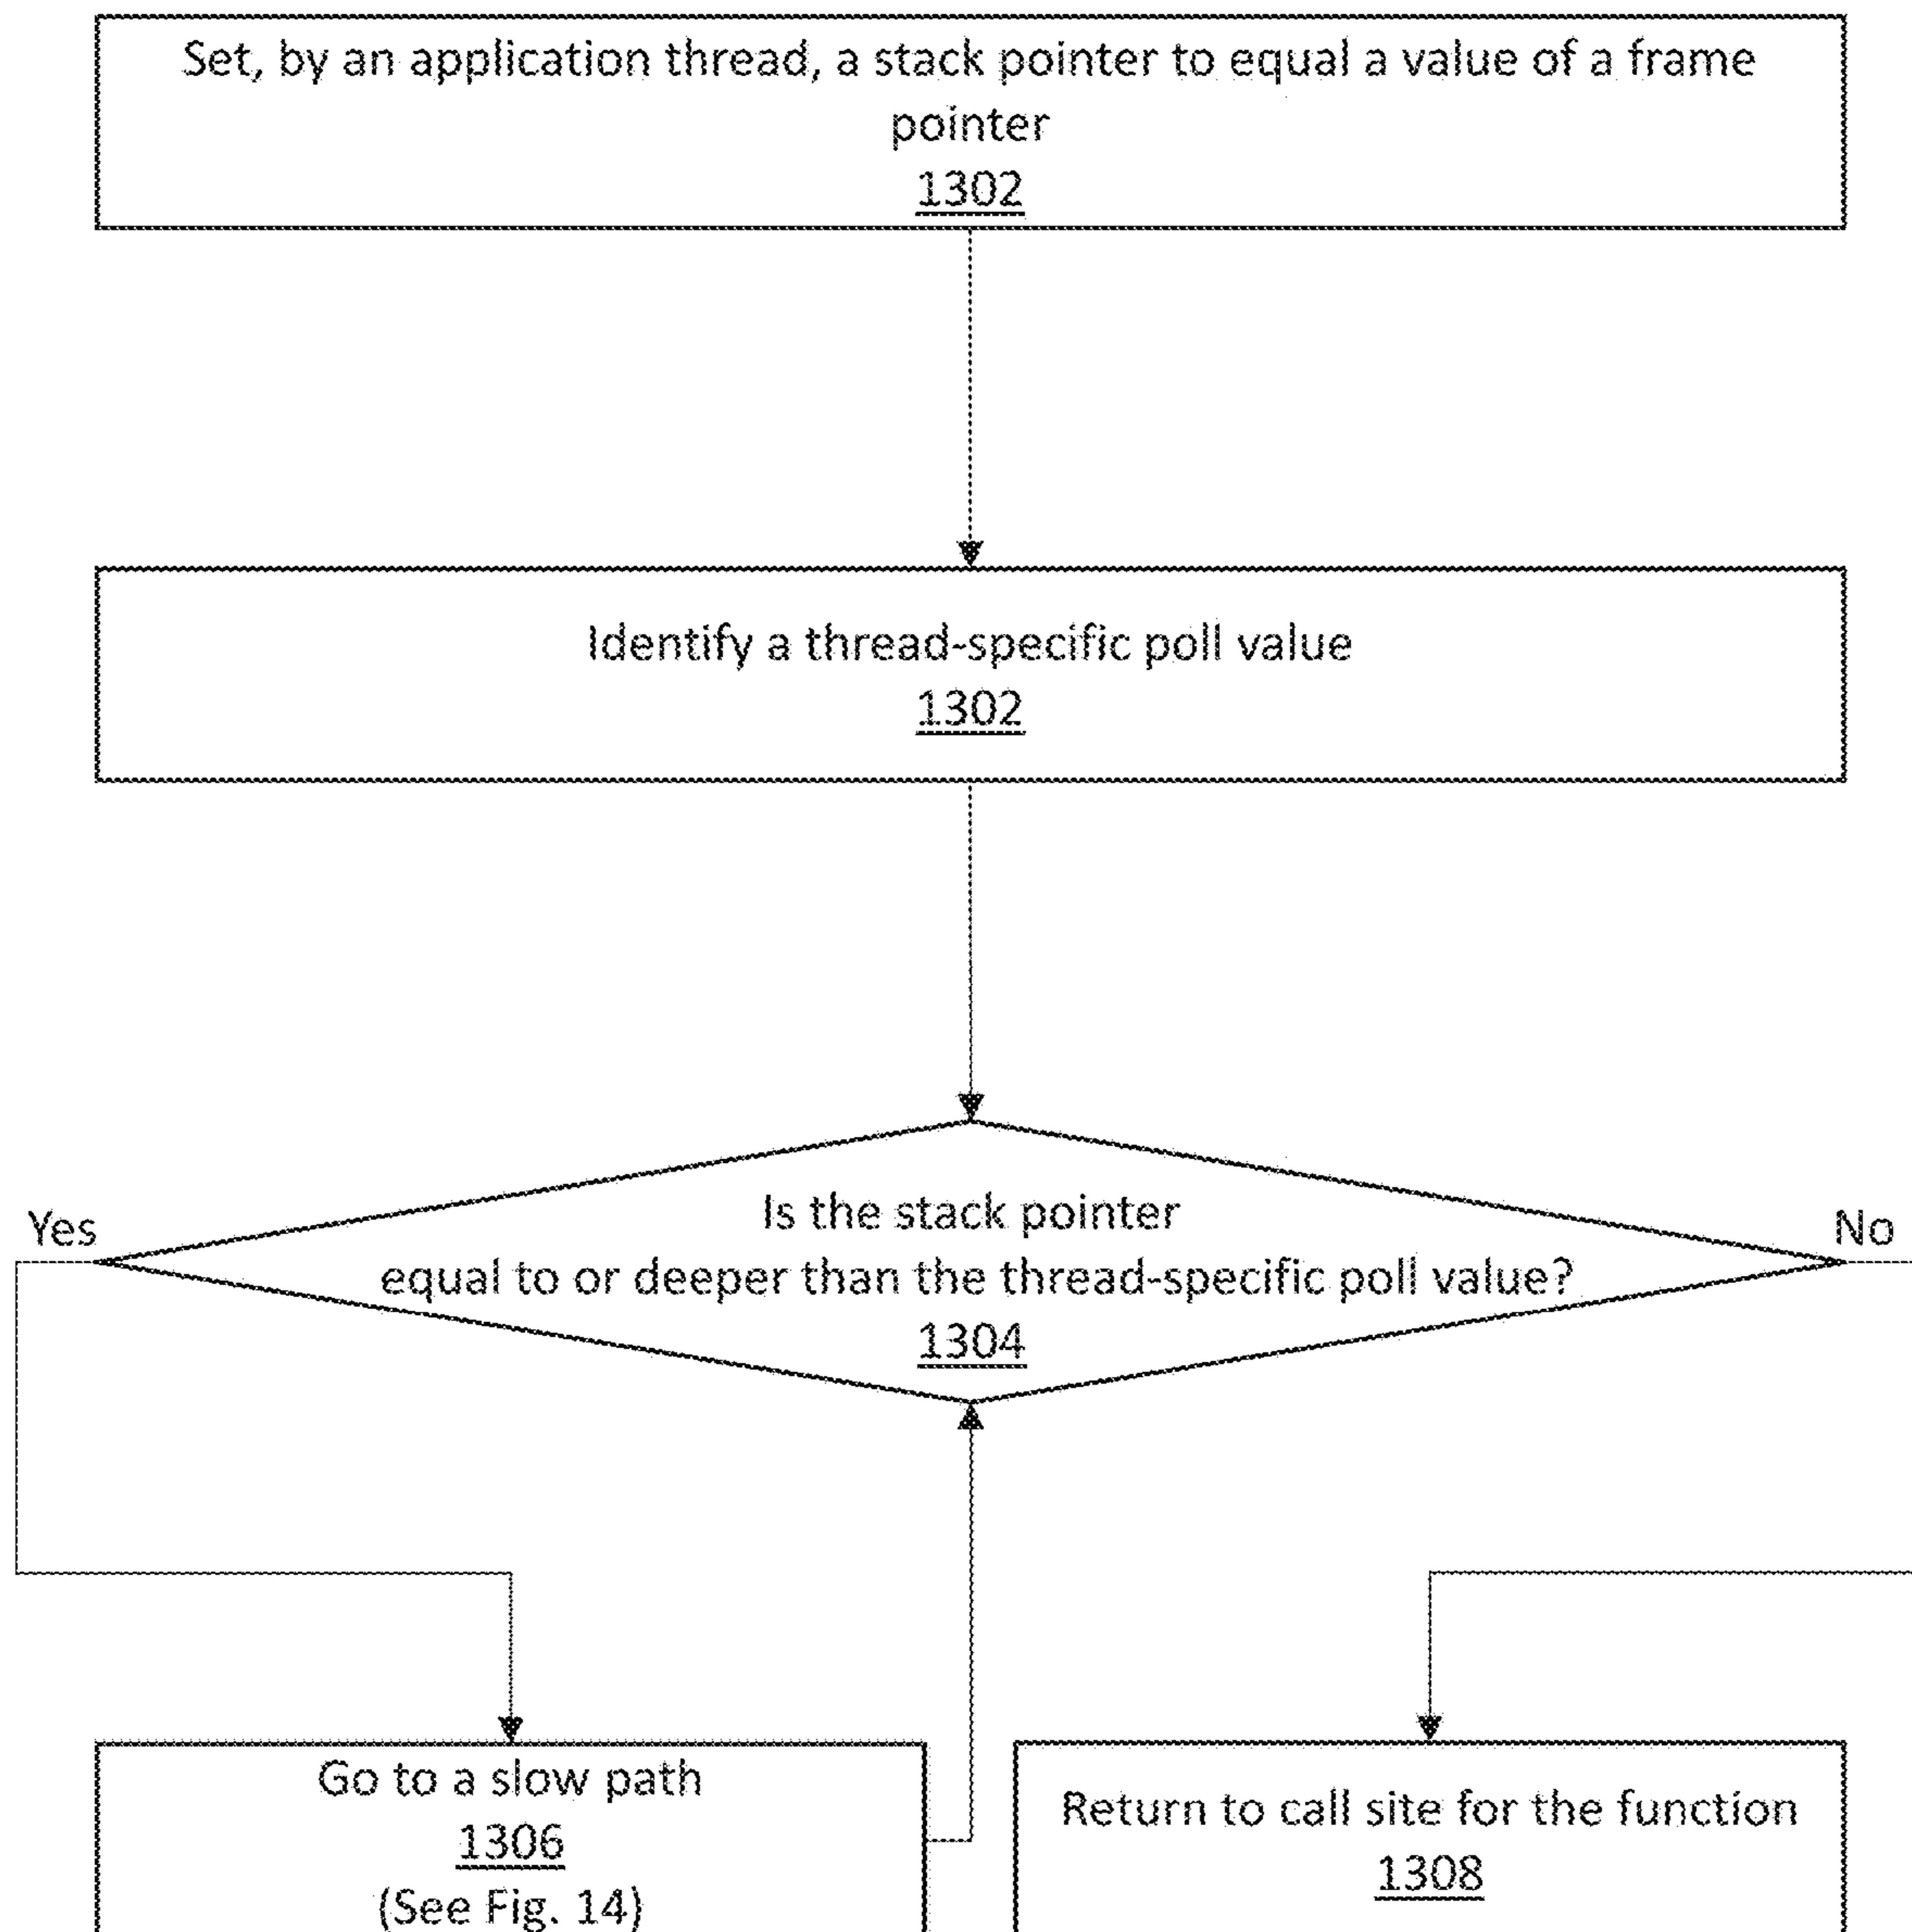 Set, by an application thread, a stack pointer to equal a value of a frame
pointer
1302
Identify a thread-specific poll value
1302
Is the stack pointer
equal to or deeper than the thread-specific poll value?
1304
Yes
No
Go to a slow path
1306
(See Fig. 14)
Return to call site for the function
1308